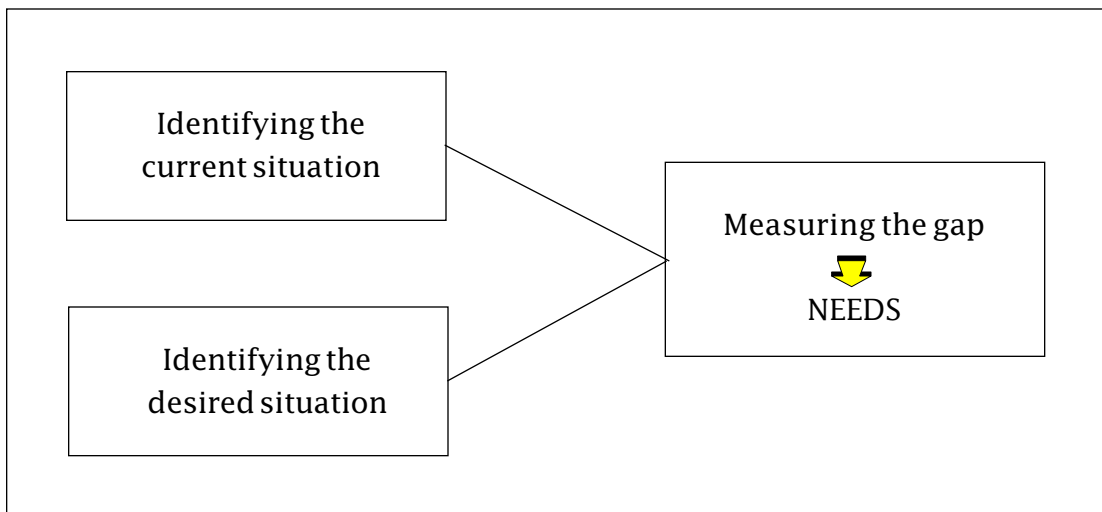 Identifying the
current situation
Measuring the gap
NEEDS
Identifying the
desired situation